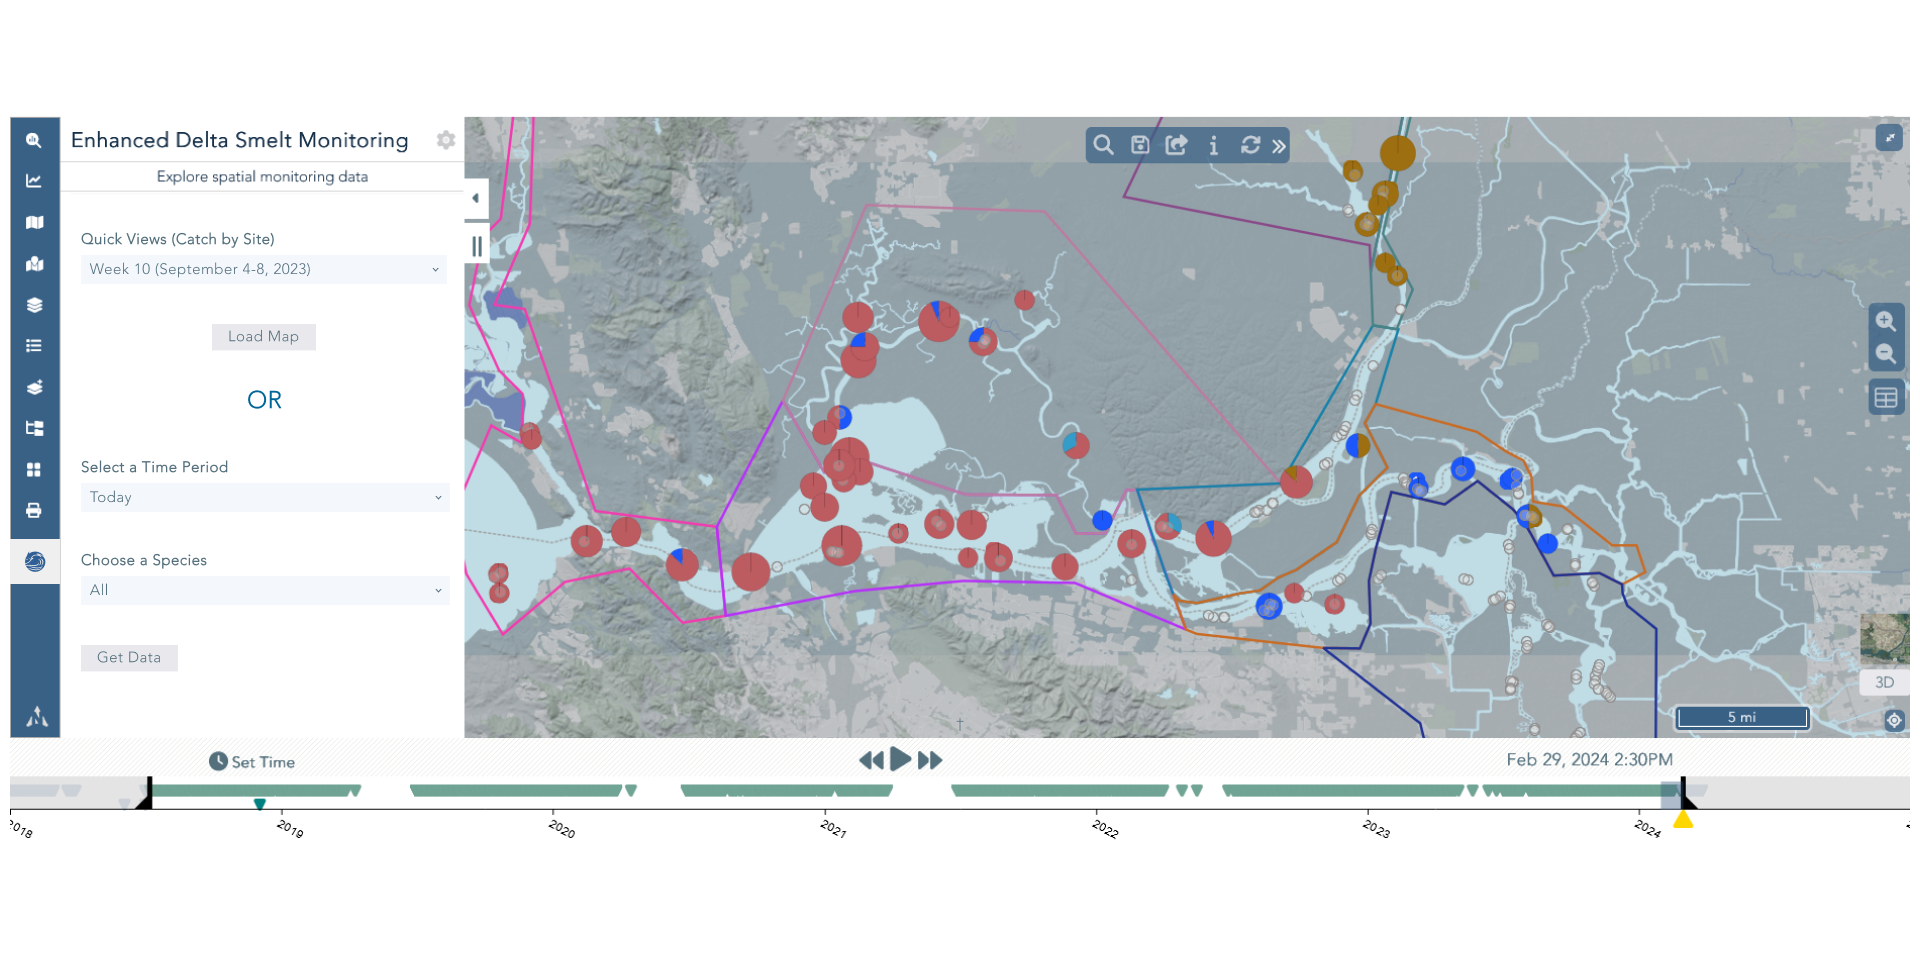 Enhanced Delta Smelt Monitoring
Explore spatial monitoring data
Quick Views (Catch by Site)
Week 10 (September 4-8, 2023)
Load Map
OR
Select a Time Period
Today
Choose a Species
All
Get Data
3D
5 mi
Set Time
Feb 29, 2024 2:30PM
2018
2019
2020
2021
2022
2023
2024